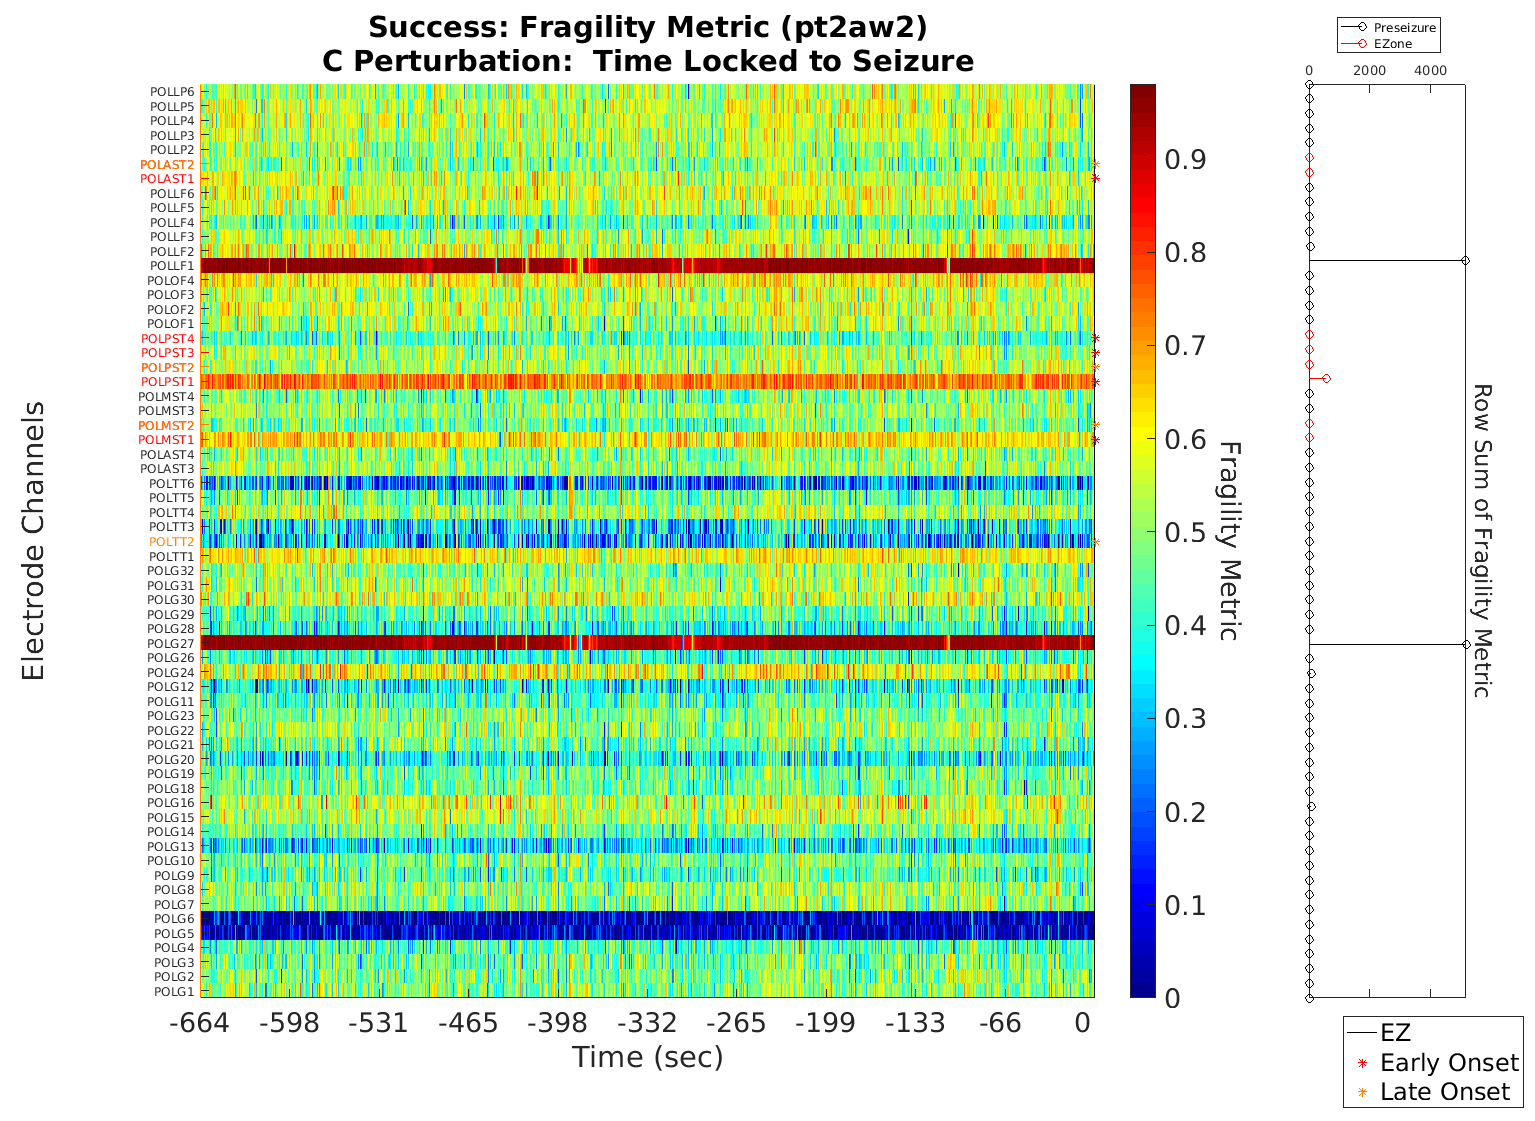 Success: Fragility Metric (pt2aw2)
C Perturbation:  Time Locked to Seizure
Preseizure
EZone
0 2000 4000
Electrode Channels
POLLP6
POLLP5
POLLP4
POLLP3
POLLP2
POLAST2
POLAST1
POLLF6
POLLF5
POLLF4
POLLF3
POLLF2
POLLF1
POLOF4
POLOF3
POLOF2
POLOF1
POLPST4
POLPST3
POLPST2
POLPST1
POLMST4
POLMST3
POLMST2
POLMST1
POLAST4
POLAST3
POLTT6
POLTT5
POLTT4
POLTT3
POLTT2
POLTT1
POLG32
POLG31
POLG30
POLG29
POLG28
POLG27
POLG26
POLG24
POLG12
POLG11
POLG23
POLG22
POLG21
POLG20
POLG19
POLG18
POLG16
POLG15
POLG14
POLG13
POLG10
POLG9
POLG8
POLG7
POLG6
POLG5
POLG4
POLG3
POLG2
POLG1
-664 -598 -531 -465 -398 -332 -265 -199 -133 -66 0
Time (sec)
0.9
0.8
0.7
0.6
0.5
0.4
0.3
0.2
0.1
0
Fragility Metric
Row Sum of Fragility Metric
EZ
Early Onset
Late Onset